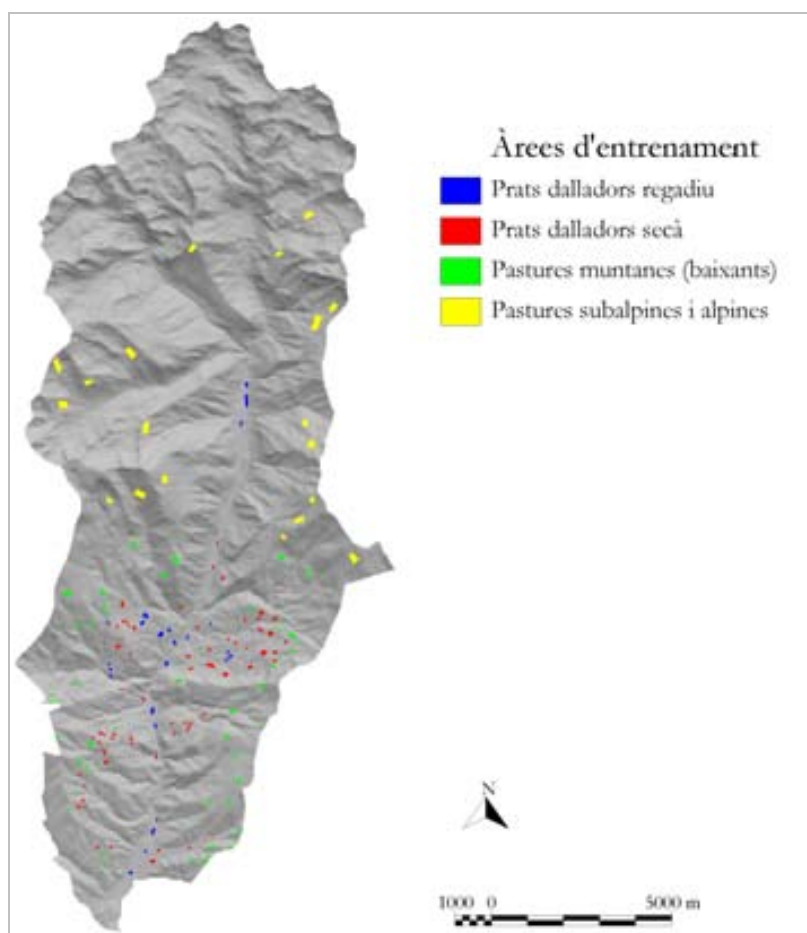 Àrees d'entrenament
Prats dalladors regadiu
Prats dalladors secà
Pastures muntanes (baixants)
Pastures subalpines i alpines
N
1000 0 5000 m